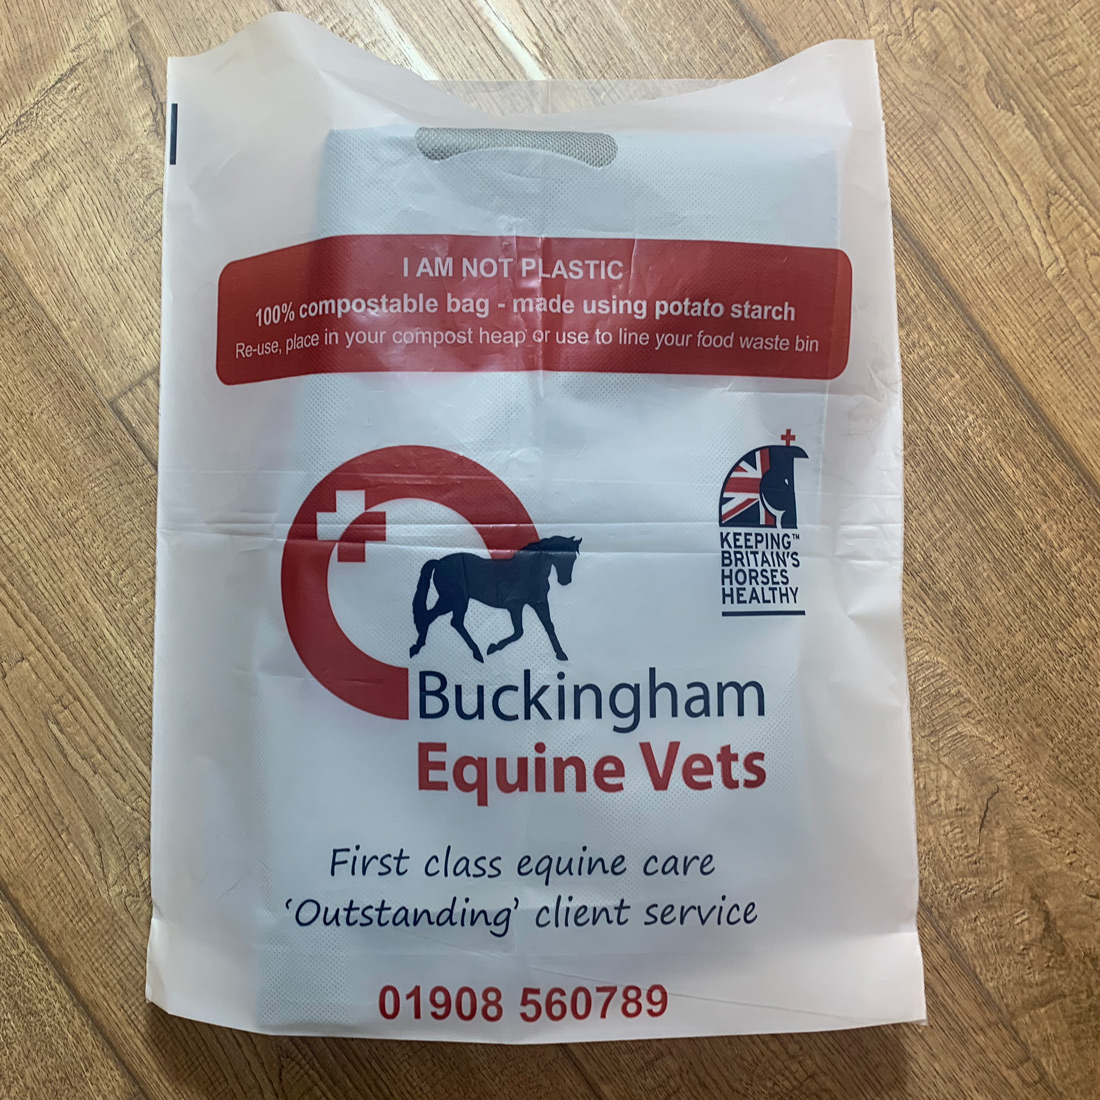 I AM NOT PLASTIC
100% compostable bag - made using potato starch
Re-use, place in your compost heap or use to line your food waste bin
KEEPING™
BRITAIN'S
HORSES
HEALTHY
Buckingham
Equine Vets
First class equine care
‘Outstanding’ client service
01908 560789